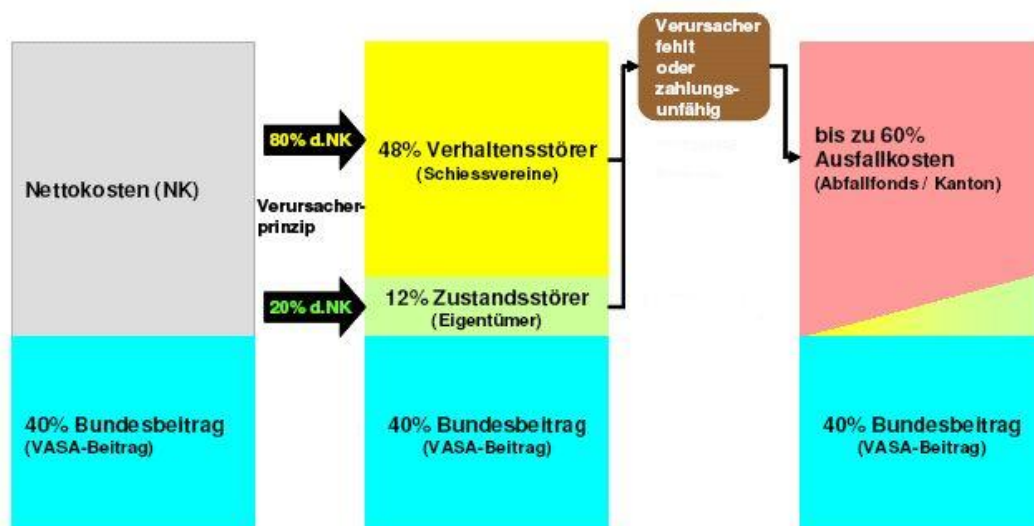 Nettokosten (NK)
40% Bundesbeitrag
(VASA-Beitrag)
80% d.NK
Verursacher-
prinzip
20% d.NK
48% Verhaltensstörer
(Schiessvereine)
12% Zustandsstörer
(Eigentümer)
40% Bundesbeitrag
(VASA-Beitrag)
Verursacher
fehlt
oder
zahlungs-
unfähig
bis zu 60%
Ausfallkosten
(Abfallfonds / Kanton)
40% Bundesbeitrag
(VASA-Beitrag)